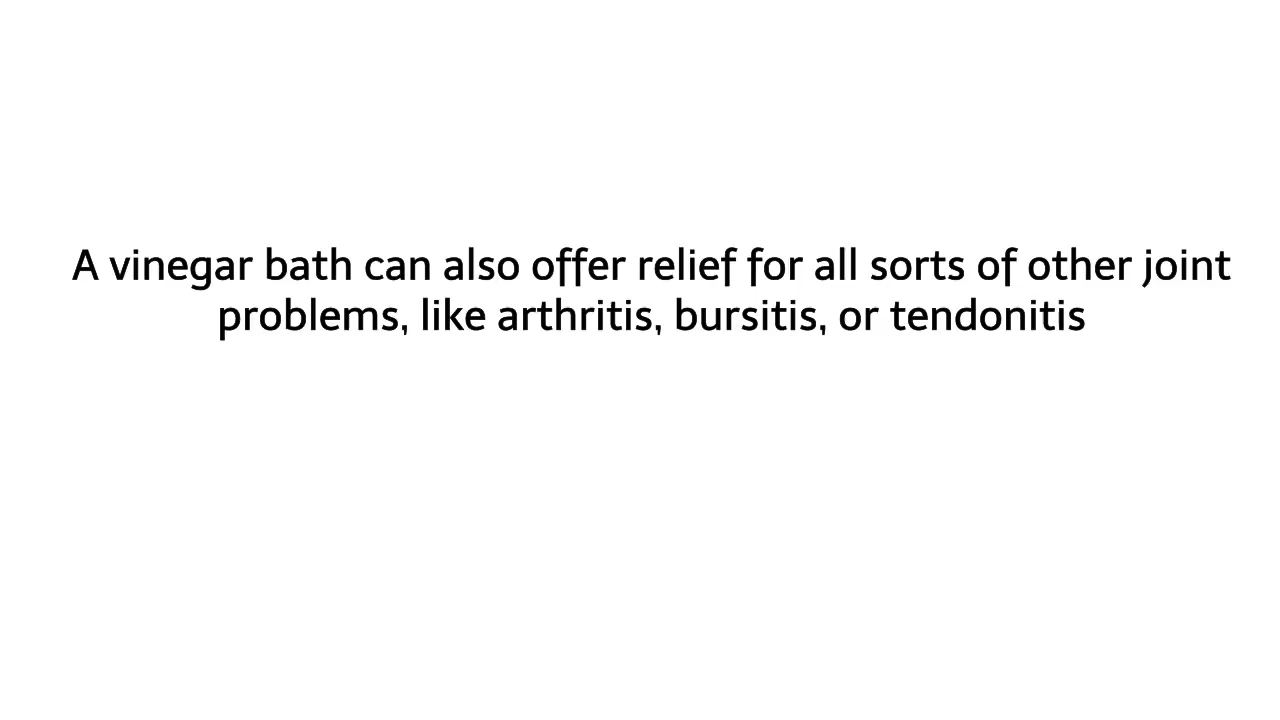 A vinegar bath can also offer relief for all sorts of other joint
problems, like arthritis, bursitis, or tendonitis